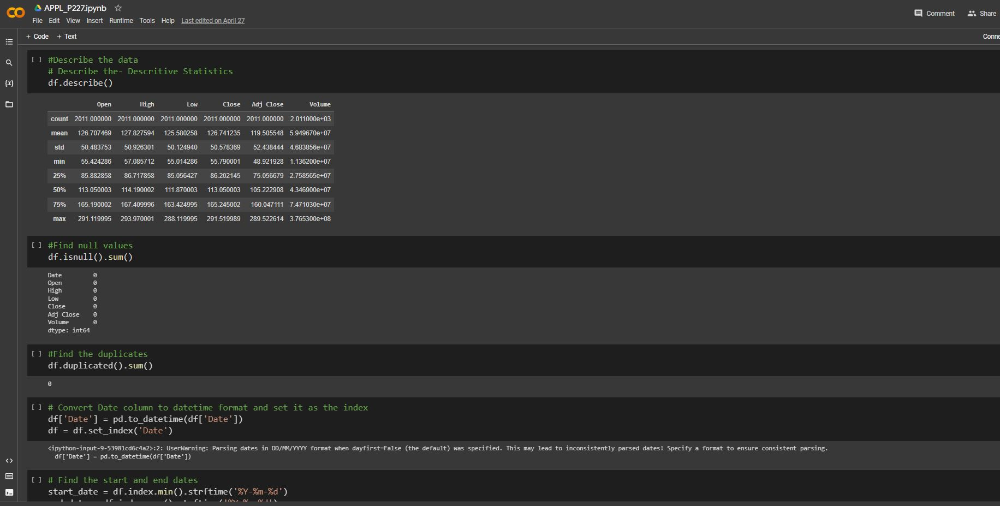 APPL_P227.ipynb
File Edit View Insert Runtime Tools Help Last edited on April 27
Comment Share
+ Code + Text
Conne
[ ] #Describe the data
# Describe the- Descritive Statistics
df.describe()
Open High Low Close Adj Close Volume
count 2011.000000 2011.000000 2011.000000 2011.000000 2011.000000 2.011000e+03
mean 126.707469 127.827594 125.580258 126.741235 119.505548 5.949670e+07
std 50.483753 50.926301 50.124940 50.578369 52.438444 4.683856e+07
min 55.424286 57.085712 55.014286 55.790001 48.921928 1.136200e+07
25% 85.882858 86.717858 85.056427 86.202145 75.056679 2.758565e+07
50% 113.050003 114.190002 111.870003 113.050003 105.222908 4.346900e+07
75% 165.190002 167.409996 163.424995 165.245002 160.047111 7.471030e+07
max 291.119995 293.970001 288.119995 291.519989 289.522614 3.765300e+08
[ ] #Find null values
df.isnull().sum()
Date 0
Open 0
High 0
Low 0
Close 0
Adj Close 0
Volume 0
dtype: int64
[ ] #Find the duplicates
df.duplicated().sum()
0
[ ] # Convert Date column to datetime format and set it as the index
df['Date'] = pd.to_datetime(df['Date'])
df = df.set_index('Date')
<ipython-input-9-53981cd6c4a2>:2: UserWarning: Parsing dates in DD/MM/YYYY format when dayfirst=False (the default) was specified. This may lead to inconsistently parsed dates! Specify a format to ensure consistent parsing.
df['Date'] = pd.to_datetime(df['Date'])
[ ] # Find the start and end dates
start_date = df.index.min().strftime('%Y-%m-%d')